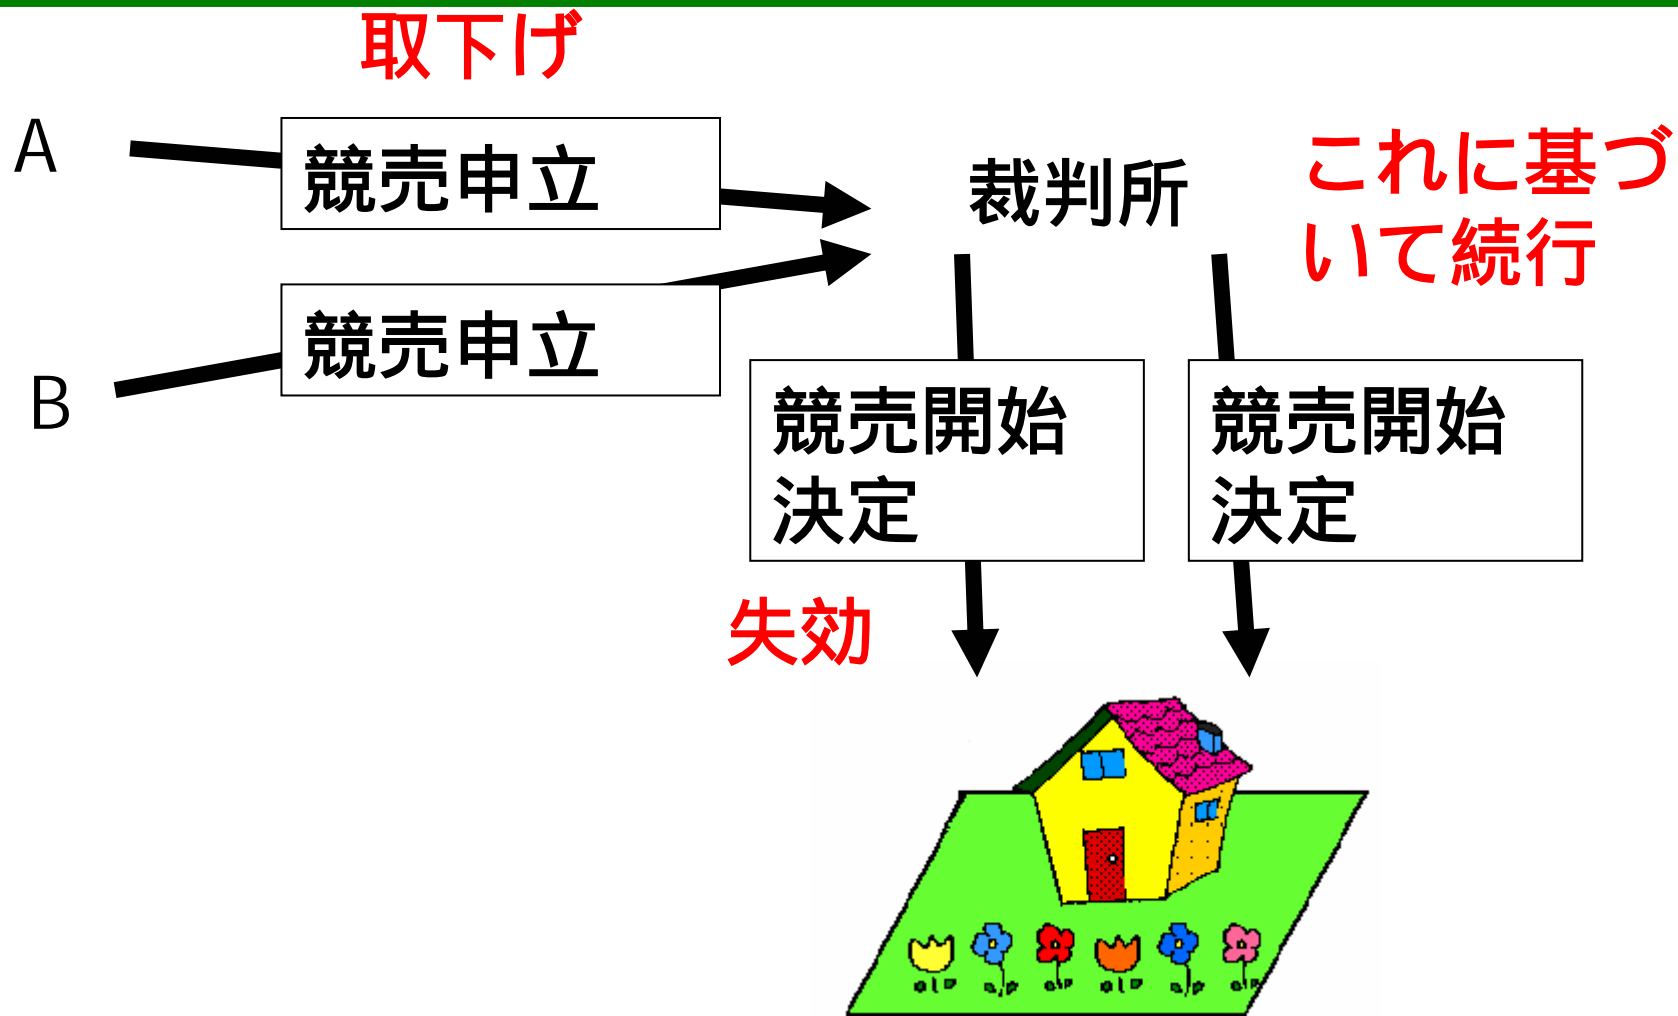 取下げ
A
競売申立
裁判所
これに基づ
いて続行
競売申立
B
競売開始
決定
競売開始
決定
失効